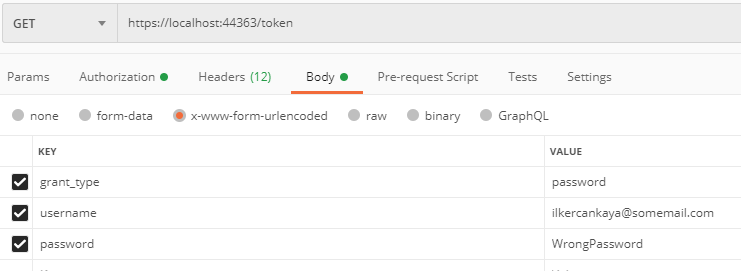 GET https://localhost:44363/token
Params Authorization Headers (12) Body Pre-request Script Tests Settings
none form-data x-www-form-urlencoded raw binary GraphQL
KEY VALUE
grant_type password
username ilkercankaya@somemail.com
password WrongPassword